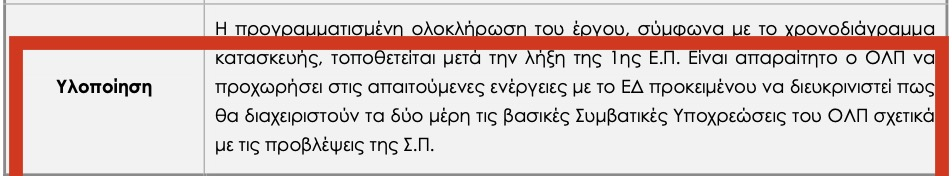 Η προγραμματισμένη ολοκλήρωση του έργου, σύμφωνα με το χρονοδιάγραμμα
κατασκευής, τοποθετείται μετά την λήξη της 1ης Ε.Π. Είναι απαραίτητο ο ΟΛΠ να
Υλοποίηση
προχωρήσει στις απαιτούμενες ενέργειες με το ΕΔ προκειμένου να διευκρινιστεί πως
θα διαχειριστούν τα δύο μέρη τις βασικές Συμβατικές Υποχρεώσεις του ΟΛΠ σχετικά
με τις προβλέψεις της Σ.Π.